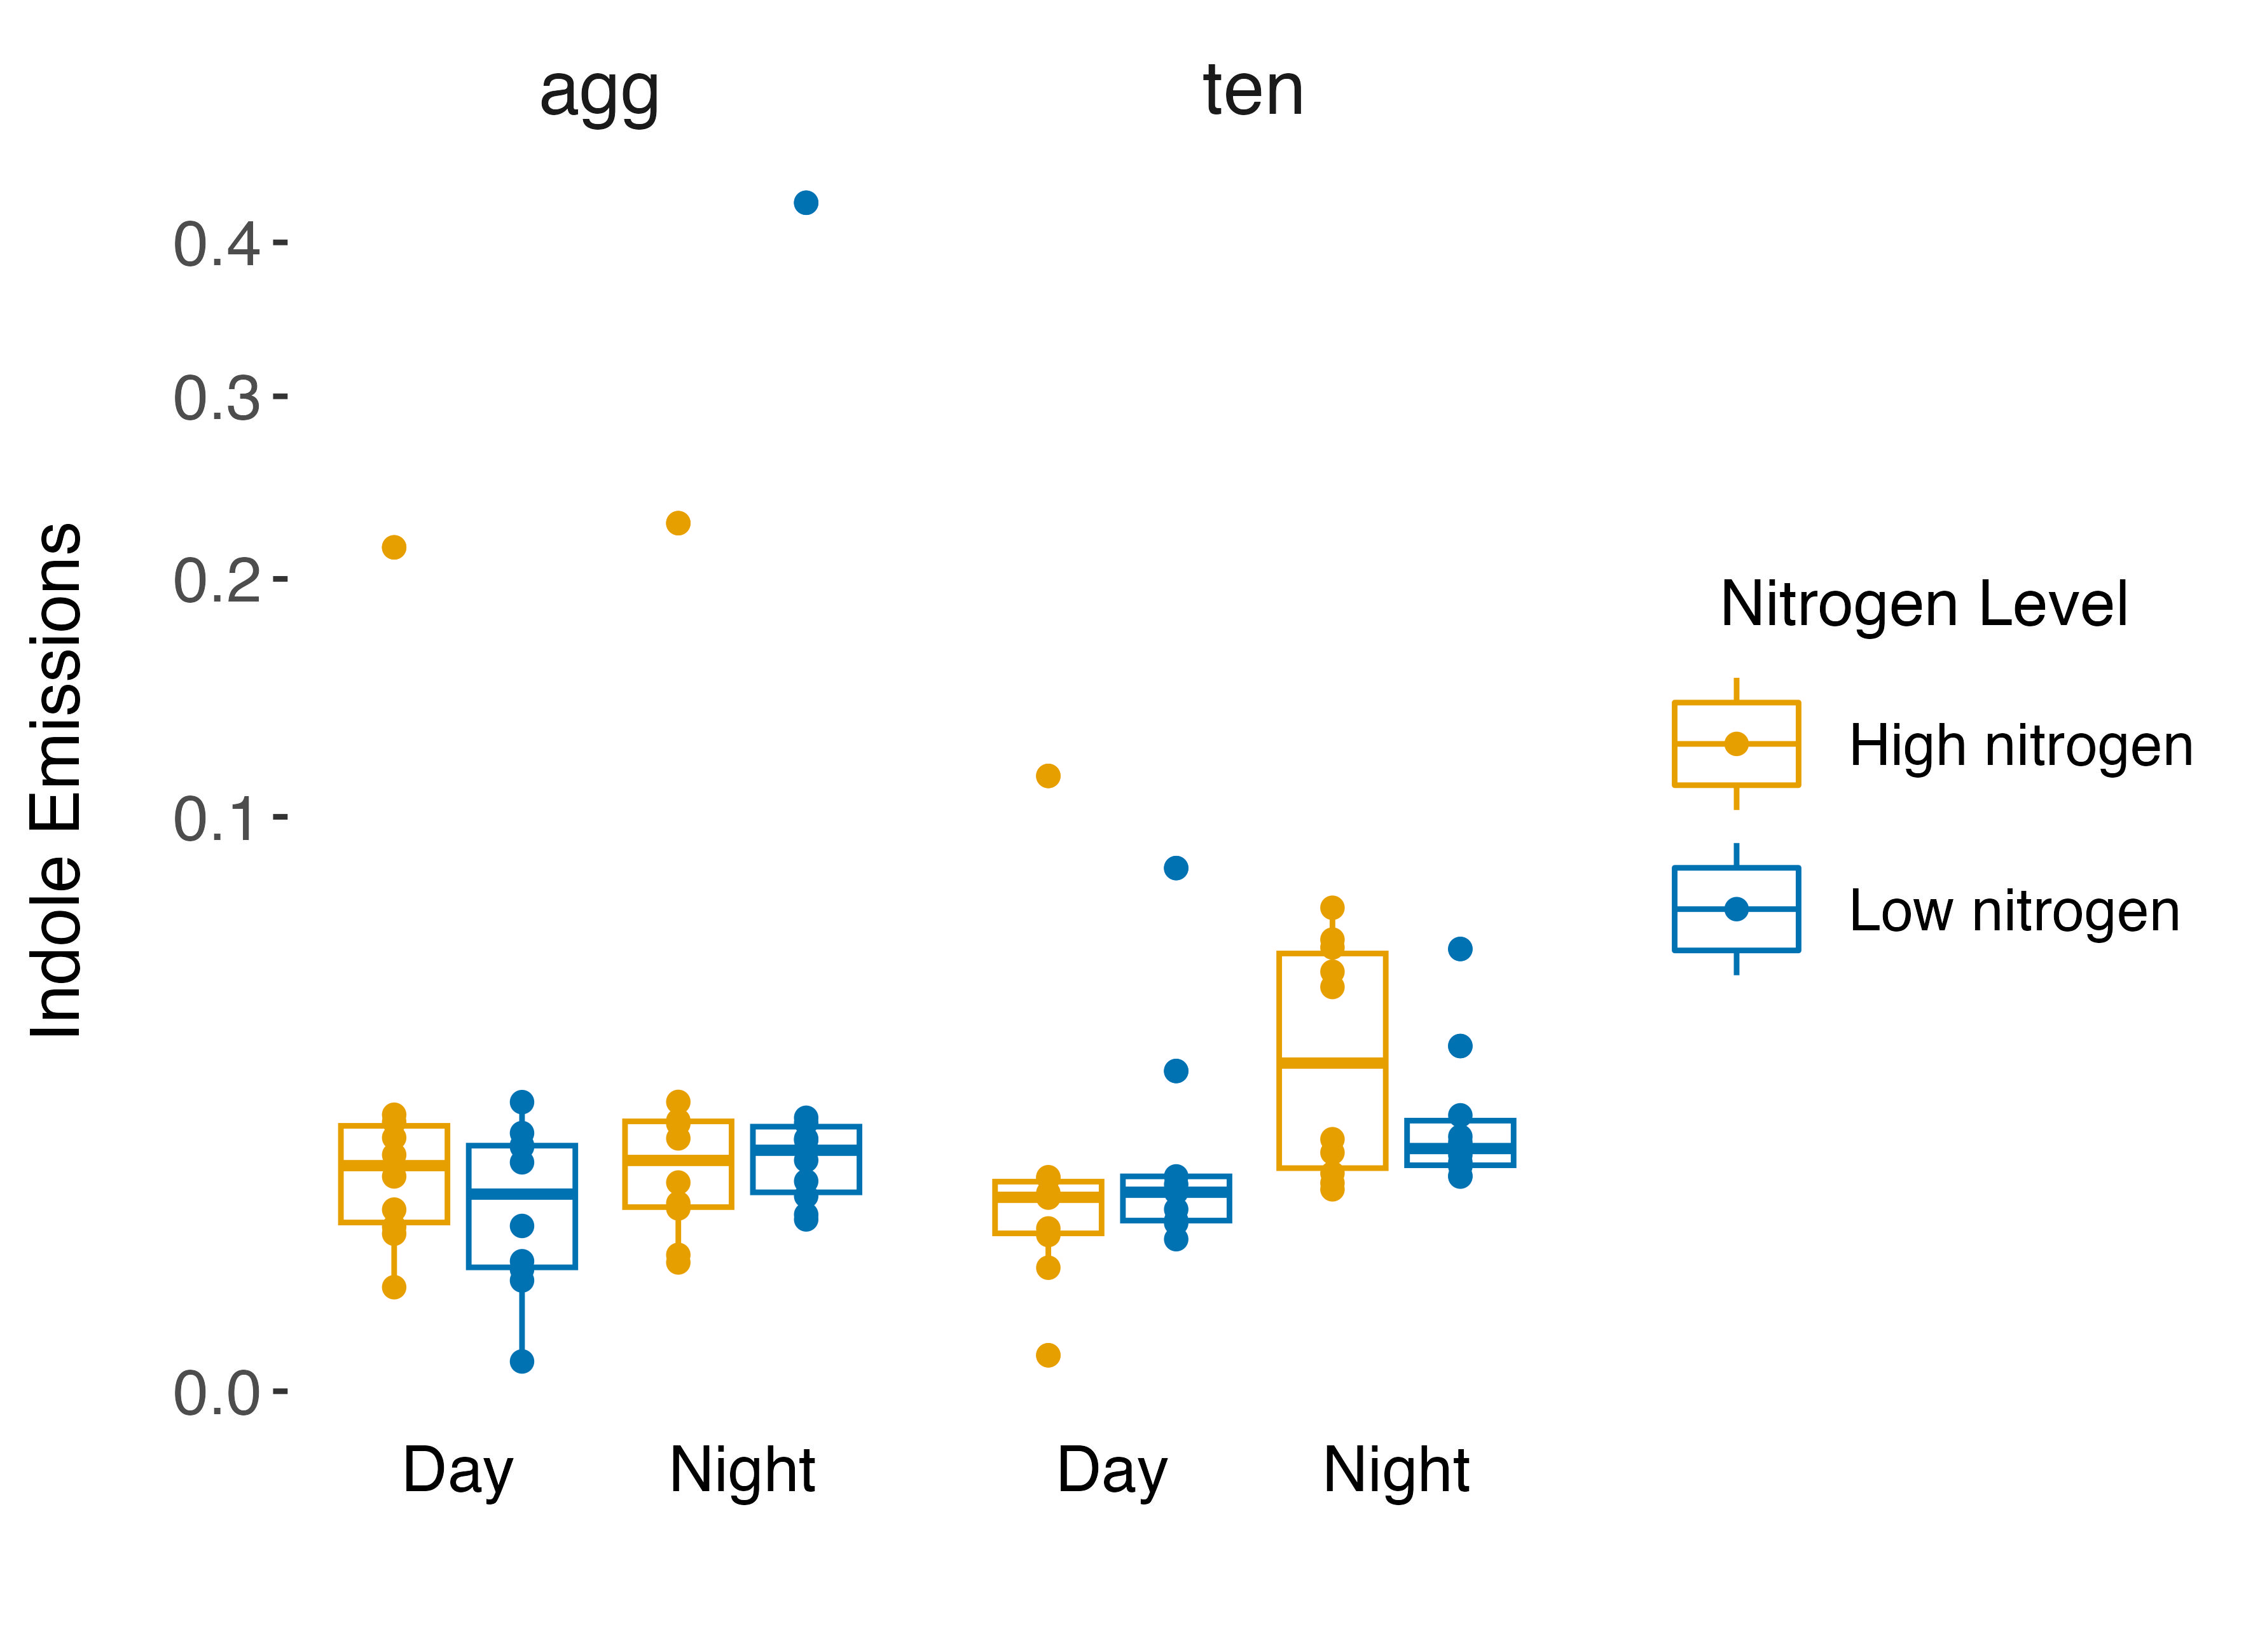 agg ten
0.4
0.3
0.2
0.1
0.0
Indole Emissions
Day Night Day Night
Nitrogen Level
High nitrogen
Low nitrogen